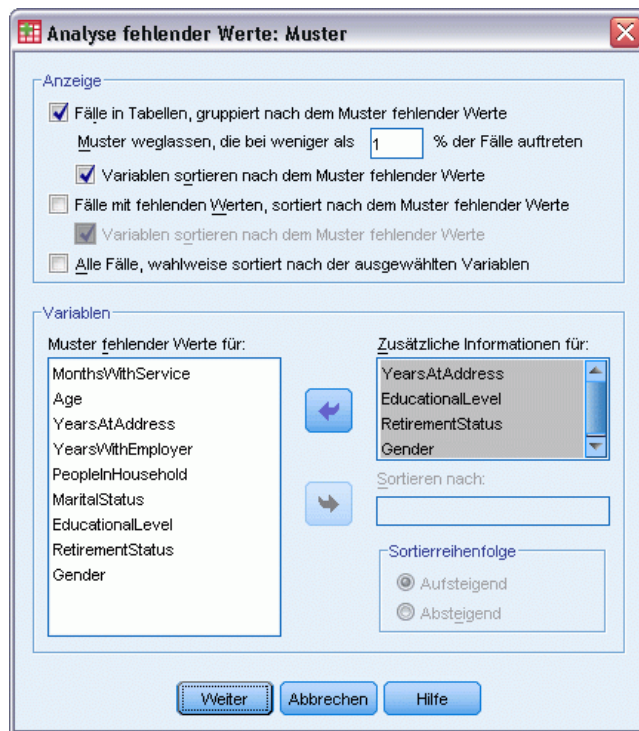 Analyse fehlender Werte: Muster
Anzeige
Fälle in Tabellen, gruppiert nach dem Muster fehlender Werte
Muster weglassen, die bei weniger als 1 % der Fälle auftreten
Variablen sortieren nach dem Muster fehlender Werte
Fälle mit fehlenden Werten, sortiert nach dem Muster fehlender Werte
Variablen sortieren nach dem Muster fehlender Werte
Alle Fälle, wahlweise sortiert nach der ausgewählten Variablen
Variablen
Muster fehlender Werte für:
MonthsWithService
Age
YearsAtAddress
YearsWithEmployer
PeopleInHousehold
MaritalStatus
EducationalLevel
RetirementStatus
Gender
Zusätzliche Informationen für:
YearsAtAddress
EducationalLevel
RetirementStatus
Gender
Sortieren nach:
Sortierreihenfolge
Aufsteigend
Absteigend
Weiter
Abbrechen
Hilfe